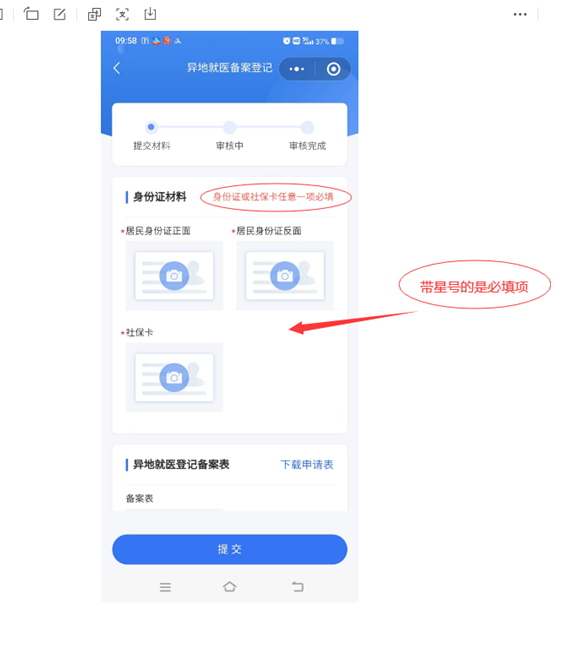 09:58
37%
异地就医备案登记
提交材料 审核中 审核完成
身份证材料 身份证或社保卡任意一项必填
*居民身份证正面 *居民身份证反面
带星号的是必填项
*社保卡
异地就医登记备案表 下载申请表
备案表
提交